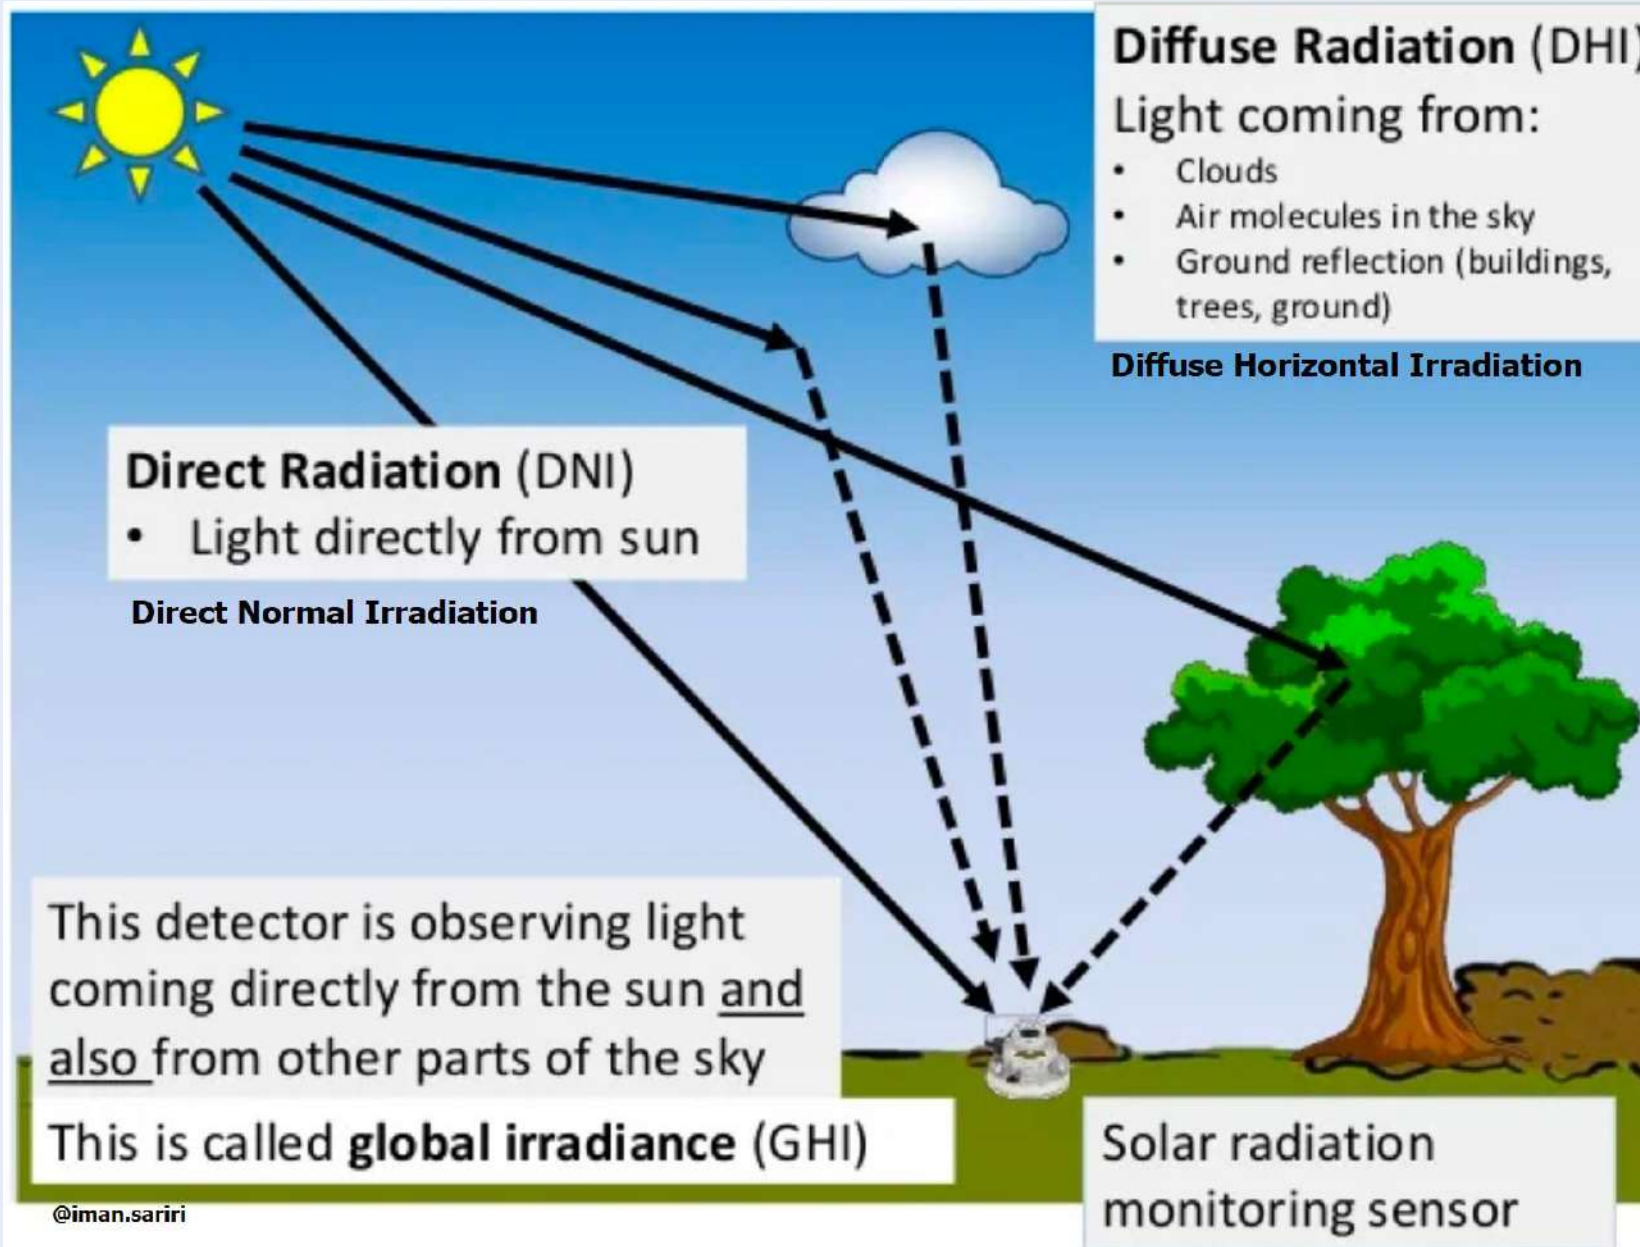 Diffuse Radiation (DHI)
Light coming from:
• Clouds
• Air molecules in the sky
• Ground reflection (buildings,
trees, ground)
Diffuse Horizontal Irradiation
Direct Radiation (DNI)
• Light directly from sun
Direct Normal Irradiation
This detector is observing light
coming directly from the sun and
also from other parts of the sky
This is called global irradiance (GHI)
Solar radiation
monitoring sensor
@iman.sariri